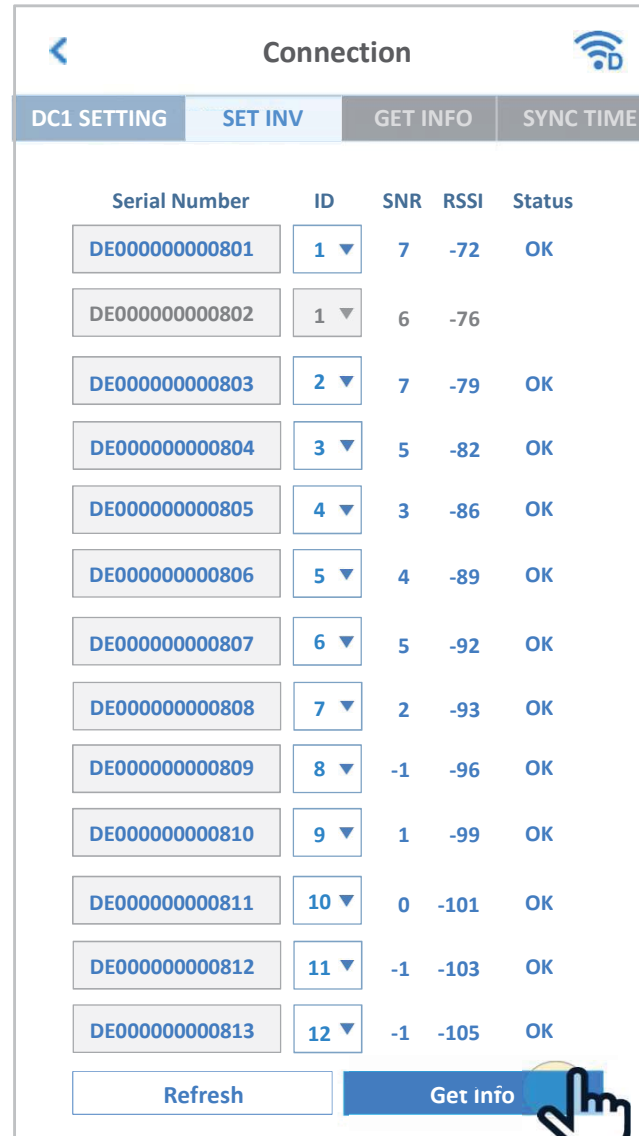 Connection
D
DC1 SETTING SET INV GET INFO SYNC TIME
Serial Number ID SNR RSSI Status
DE000000000801 1 7 -72 OK
DE000000000802 1 6 -76
DE000000000803 2 7 -79 OK
DE000000000804 3 5 -82 OK
DE000000000805 4 3 -86 OK
DE000000000806 5 4 -89 OK
DE000000000807 6 5 -92 OK
DE000000000808 7 2 -93 OK
DE000000000809 8 -1 -96 OK
DE000000000810 9 1 -99 OK
DE000000000811 10 0 -101 OK
DE000000000812 11 -1 -103 OK
DE000000000813 12 -1 -105 OK
Refresh Get Info